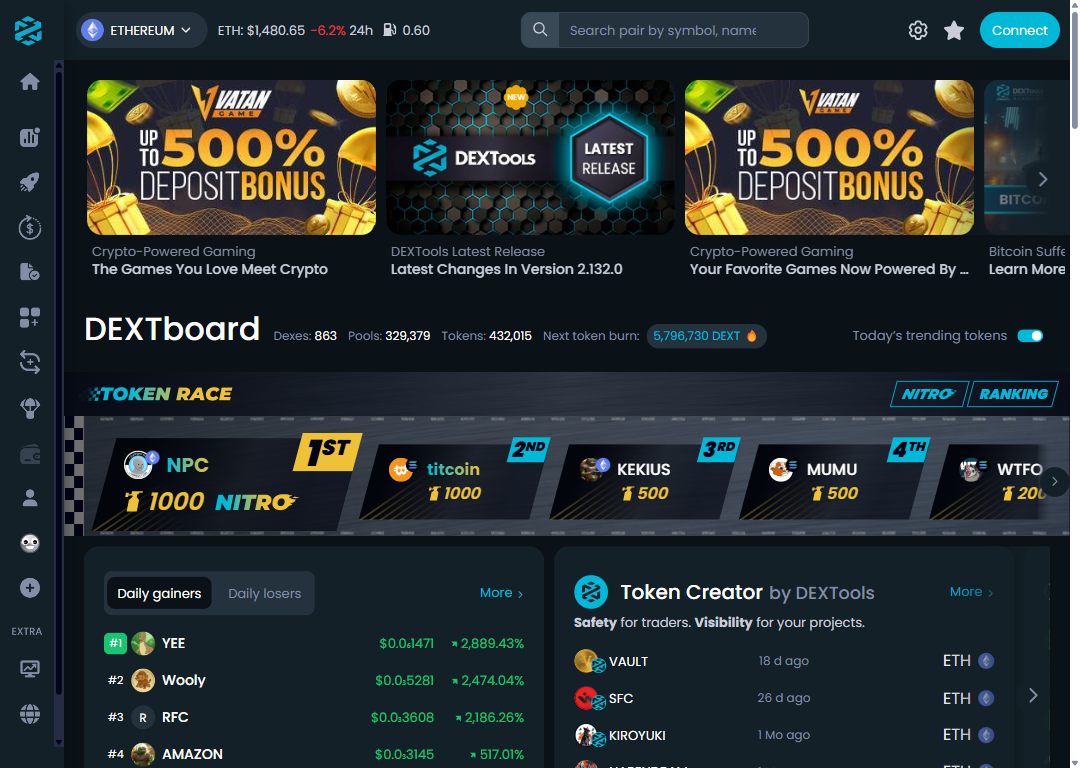 ETHEREUM
ETH: $1,480.65 -6.2% 24h 0.60
Search pair by symbol, name
Connect
VATAN
GAME
UP TO 500%
DEPOSIT BONUS
NEW
DEXTools
LATEST
RELEASE
VATAN
GAME
UP TO 500%
DEPOSIT BONUS
BITCO
Crypto-Powered Gaming
The Games You Love Meet Crypto
DEXTools Latest Release
Latest Changes In Version 2.132.0
Crypto-Powered Gaming
Your Favorite Games Now Powered By ...
Bitcoin Suffe
Learn More
DEXTboard
Dexes: 863 Pools: 329,379 Tokens: 432,015 Next token burn: 5,796,730 DEXT
Today's trending tokens
TOKEN RACE
NITRO
RANKING
1ST
NPC
1000 NITRO
2ND
titcoin
1000
3RD
KEKIUS
500
4TH
MUMU
500
WTFO
200
Daily gainers
Daily losers
More
#1 YEE $0.0₆1471 2,889.43%
#2 Wooly $0.0₅5281 2,474.04%
#3 R RFC $0.0₃3608 2,186.26%
#4 AMAZON $0.0₅3145 517.01%
Token Creator by DEXTools
More
Safety for traders. Visibility for your projects.
VAULT 18 d ago ETH
SFC 26 d ago ETH
KIROYUKI 1 Mo ago ETH
EXTRA